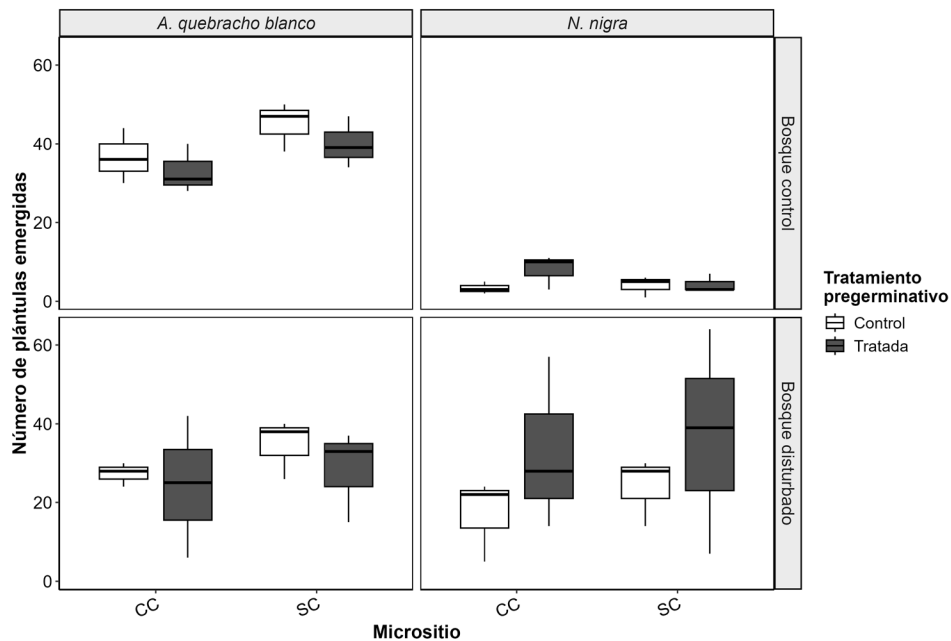 A. quebracho blanco
N. nigra
Número de plántulas emergidas
60
40
20
0
Bosque control
60
40
20
0
Bosque disturbado
CC
SC
CC
SC
Micrositio
Tratamiento
pregerminativo
Control
Tratada